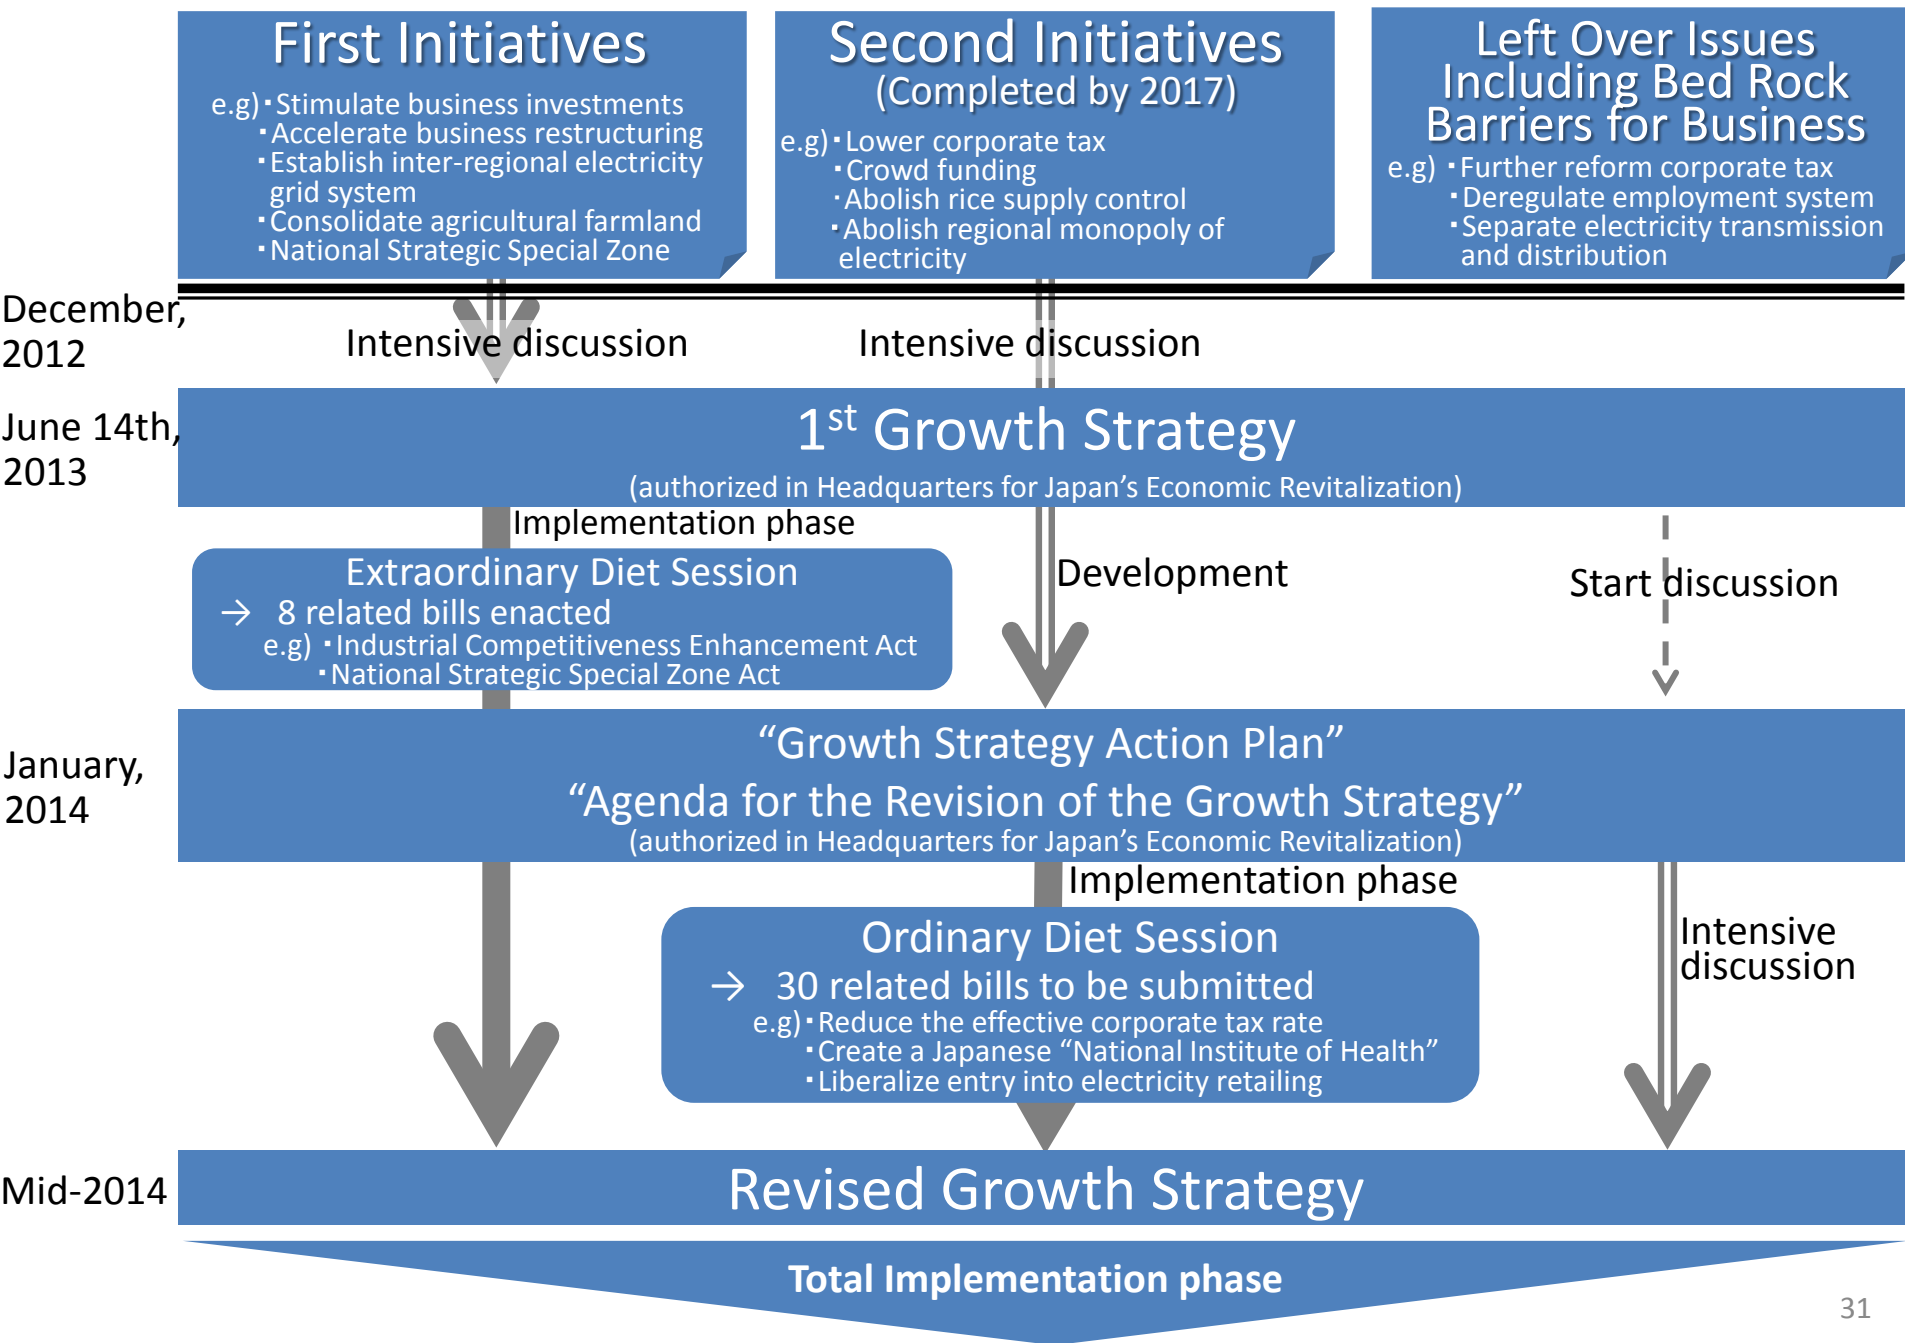 First Initiatives
e.g)・Stimulate business investments
・Accelerate business restructuring
・Establish inter-regional electricity
grid system
・Consolidate agricultural farmland
・National Strategic Special Zone
Second Initiatives
(Completed by 2017)
e.g)・Lower corporate tax
・Crowd funding
・Abolish rice supply control
・Abolish regional monopoly of
electricity
Left Over Issues
Including Bed Rock
Barriers for Business
e.g) ・Further reform corporate tax
・Deregulate employment system
・Separate electricity transmission
and distribution
December,
2012
Intensive discussion
Intensive discussion
June 14th,
2013
1st Growth Strategy
(authorized in Headquarters for Japan’s Economic Revitalization)
Implementation phase
Extraordinary Diet Session
→ 8 related bills enacted
e.g) ・Industrial Competitiveness Enhancement Act
・National Strategic Special Zone Act
Development
Start discussion
January,
2014
“Growth Strategy Action Plan”
“Agenda for the Revision of the Growth Strategy”
(authorized in Headquarters for Japan’s Economic Revitalization)
Implementation phase
Ordinary Diet Session
→ 30 related bills to be submitted
e.g)・Reduce the effective corporate tax rate
・Create a Japanese “National Institute of Health”
・Liberalize entry into electricity retailing
Intensive
discussion
Mid-2014
Revised Growth Strategy
Total Implementation phase
31